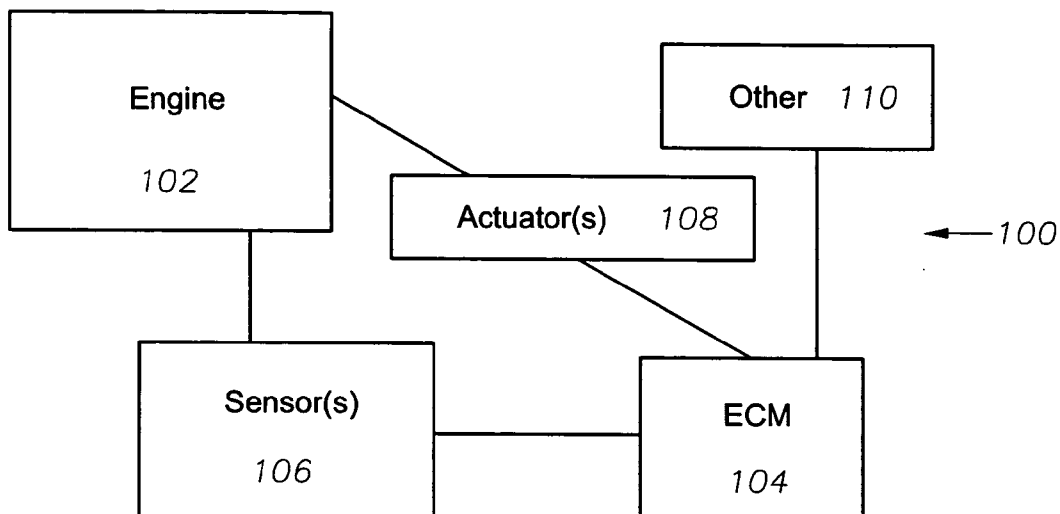 Engine
102
Other 110
Actuator(s) 108
100
Sensor(s)
106
ECM
104